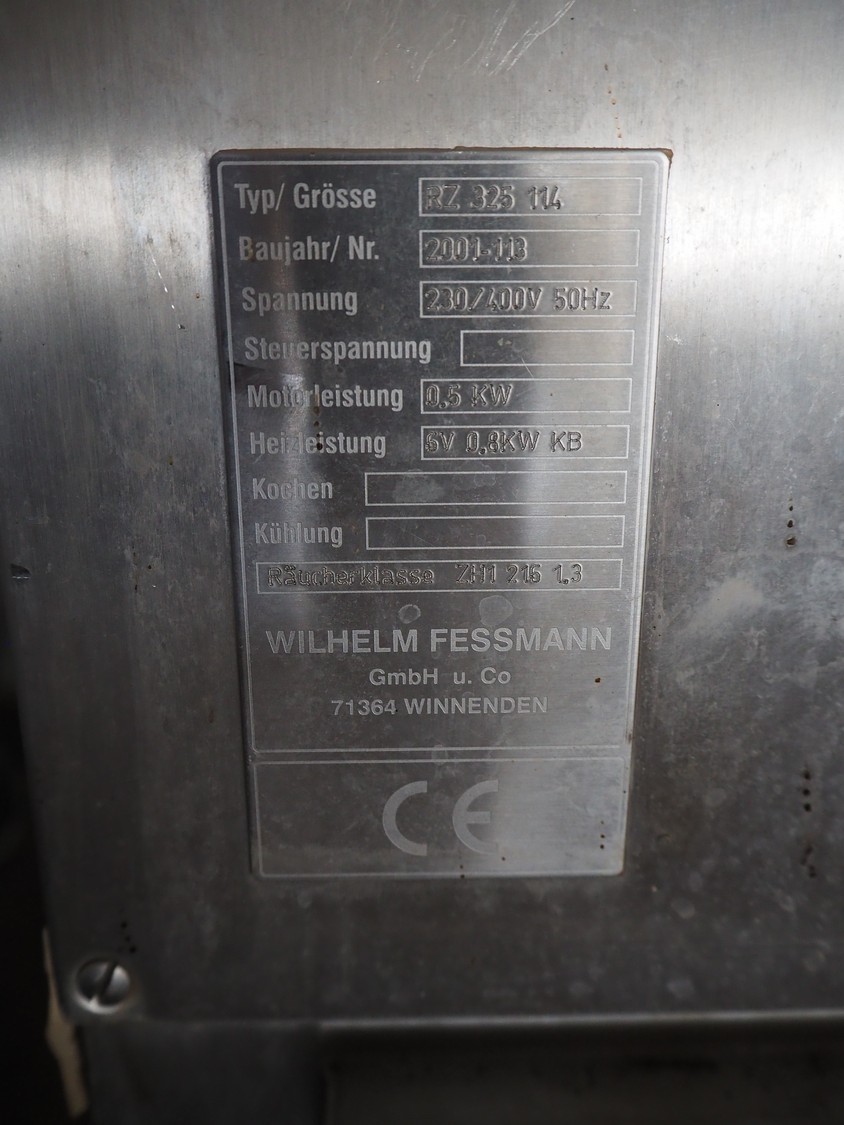 Typ/ Grösse RZ 325 114
Baujahr/ Nr. 2001-113
Spannung 230/400V 50Hz
Steuerspannung
Motorleistung 0,5 KW
Heizleistung 6V 0,8KW KB
Kochen
Kühlung
Räucherklasse ZH1 216 1,3
WILHELM FESSMANN
GmbH u. Co
71364 WINNENDEN
CE